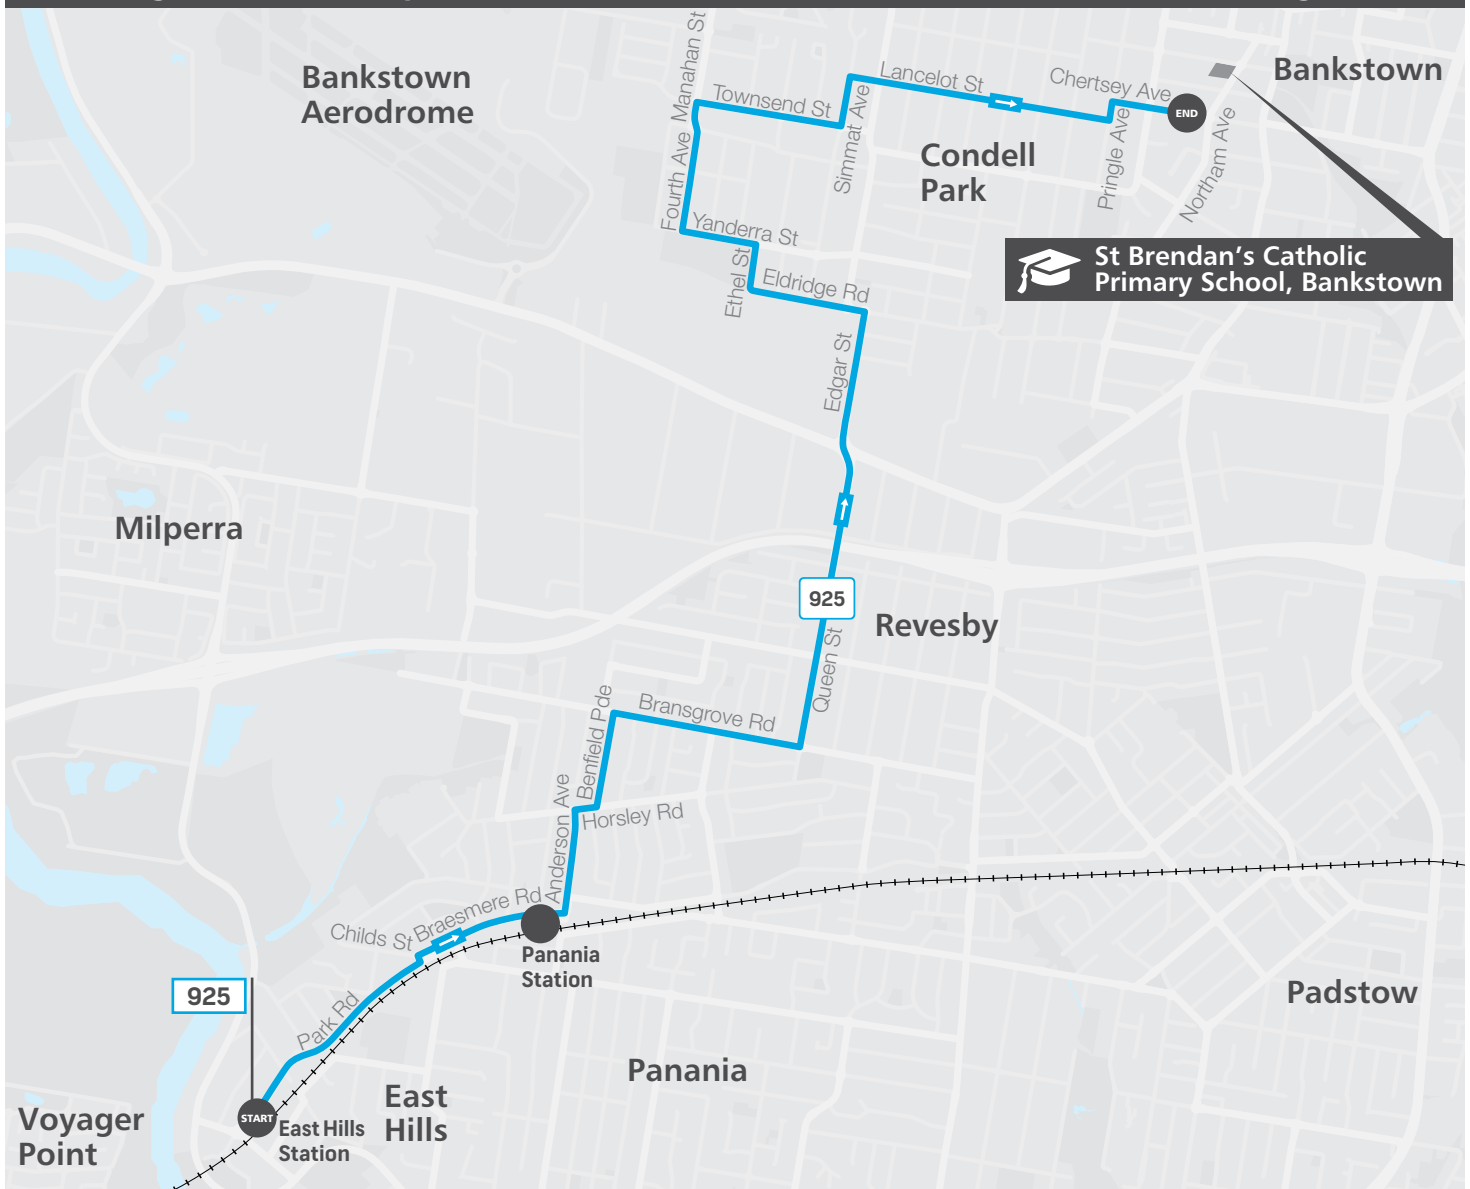 Manahan St
Bankstown
Aerodrome
Townsend St
Lancelot St
Chertsey Ave
Bankstown
END
Fourth Ave
Simmat Ave
Condell
Park
Pringle Ave
Northam Ave
Yanderra St
St Brendan’s Catholic
Primary School, Bankstown
Ethel St
Eldridge Rd
Edgar St
Milperra
925
Revesby
Queen St
Benfield Pde
Bransgrove Rd
Anderson Ave
Horsley Rd
Childs St
Braesmere Rd
Panania
Station
925
Park Rd
Padstow
Panania
East
Hills
START
East Hills
Station
Voyager
Point